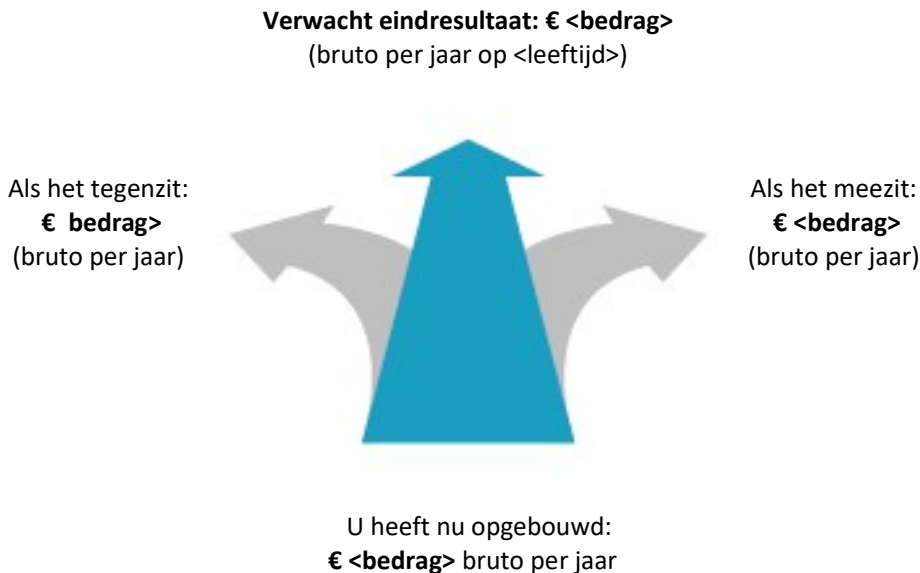 Verwacht eindresultaat: € <bedrag>
(bruto per jaar op <leeftijd>)
Als het tegenzit:
€  bedrag>
(bruto per jaar)
Als het meezit:
€ <bedrag>
(bruto per jaar)
U heeft nu opgebouwd:
€ <bedrag> bruto per jaar